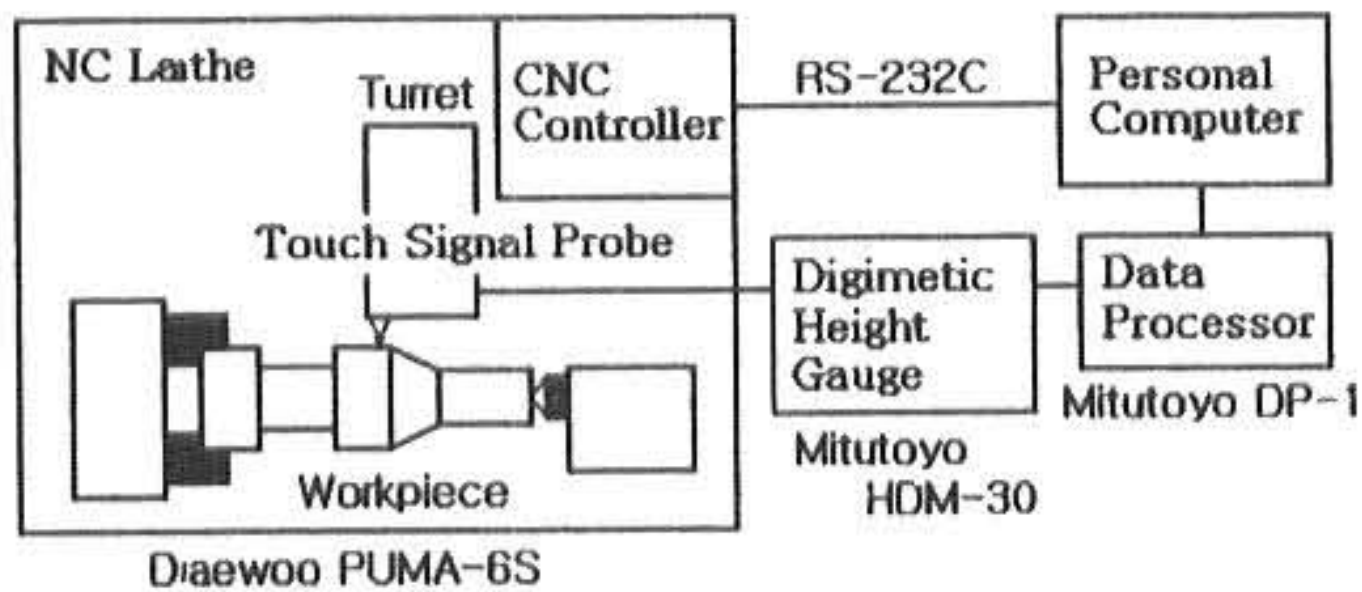 NC Lathe
Turret
CNC
Controller
RS-232C
Personal
Computer
Touch Signal Probe
Digimetic
Height
Gauge
Data
Processor
Mitutoyo DP-1
Mitutoyo
HDM-30
Workpiece
Daewoo PUMA-6S